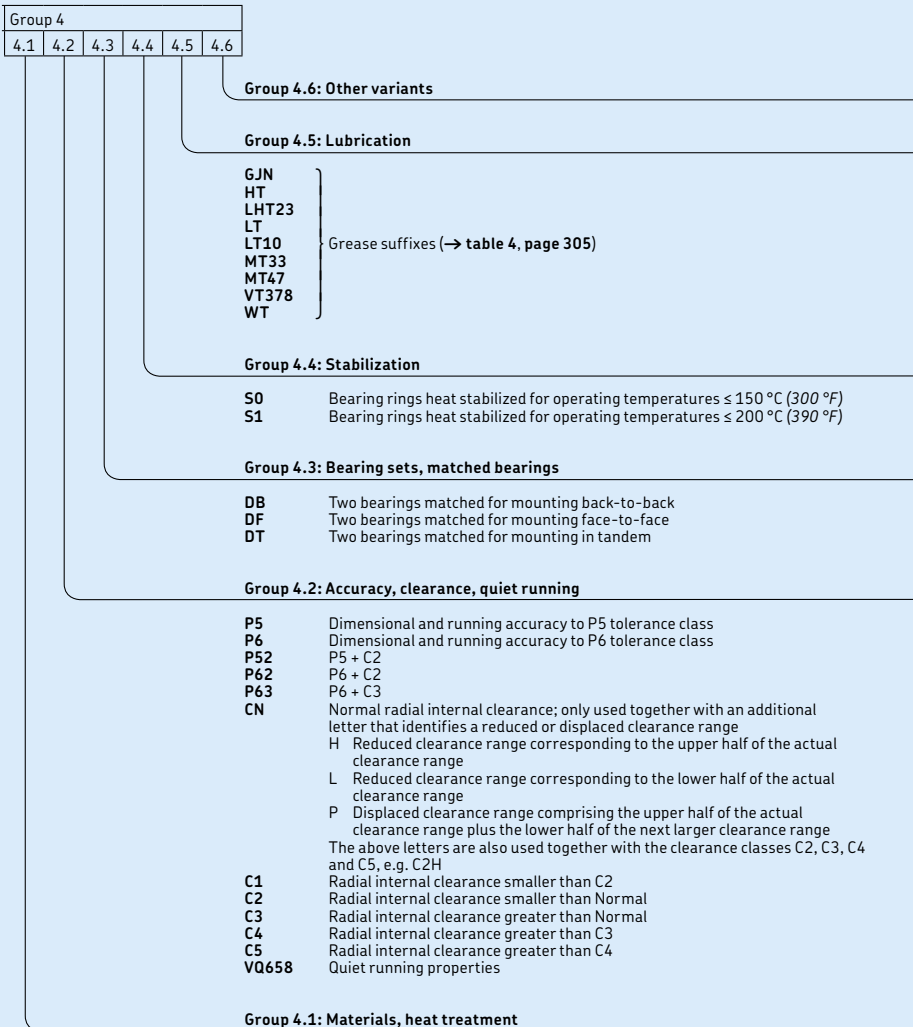 Group 4
4.1 4.2 4.3 4.4 4.5 4.6
Group 4.6: Other variants
Group 4.5: Lubrication
GJN
HT
LHT23
LT
LT10 Grease suffixes (→ table 4, page 305)
MT33
MT47
VT378
WT
Group 4.4: Stabilization
S0 Bearing rings heat stabilized for operating temperatures ≤ 150 °C (300 °F)
S1 Bearing rings heat stabilized for operating temperatures ≤ 200 °C (390 °F)
Group 4.3: Bearing sets, matched bearings
DB Two bearings matched for mounting back-to-back
DF Two bearings matched for mounting face-to-face
DT Two bearings matched for mounting in tandem
Group 4.2: Accuracy, clearance, quiet running
P5 Dimensional and running accuracy to P5 tolerance class
P6 Dimensional and running accuracy to P6 tolerance class
P52 P5 + C2
P62 P6 + C2
P63 P6 + C3
CN Normal radial internal clearance; only used together with an additional
letter that identifies a reduced or displaced clearance range
H Reduced clearance range corresponding to the upper half of the actual
clearance range
L Reduced clearance range corresponding to the lower half of the actual
clearance range
P Displaced clearance range comprising the upper half of the actual
clearance range plus the lower half of the next larger clearance range
The above letters are also used together with the clearance classes C2, C3, C4
and C5, e.g. C2H
C1 Radial internal clearance smaller than C2
C2 Radial internal clearance smaller than Normal
C3 Radial internal clearance greater than Normal
C4 Radial internal clearance greater than C3
C5 Radial internal clearance greater than C4
VQ658 Quiet running properties
Group 4.1: Materials, heat treatment